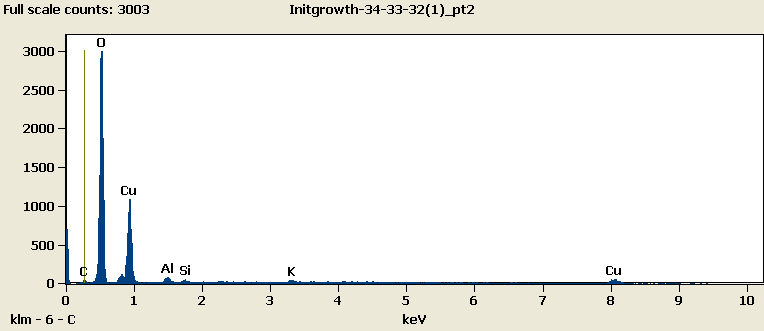 Full scale counts: 3003 Initgrowth-34-33-32(1)_pt2
O
3000
2500
2000
1500
Cu
1000
500
C Al Si K Cu
0
0 1 2 3 4 5 6 7 8 9 10
klm - 6 - C keV